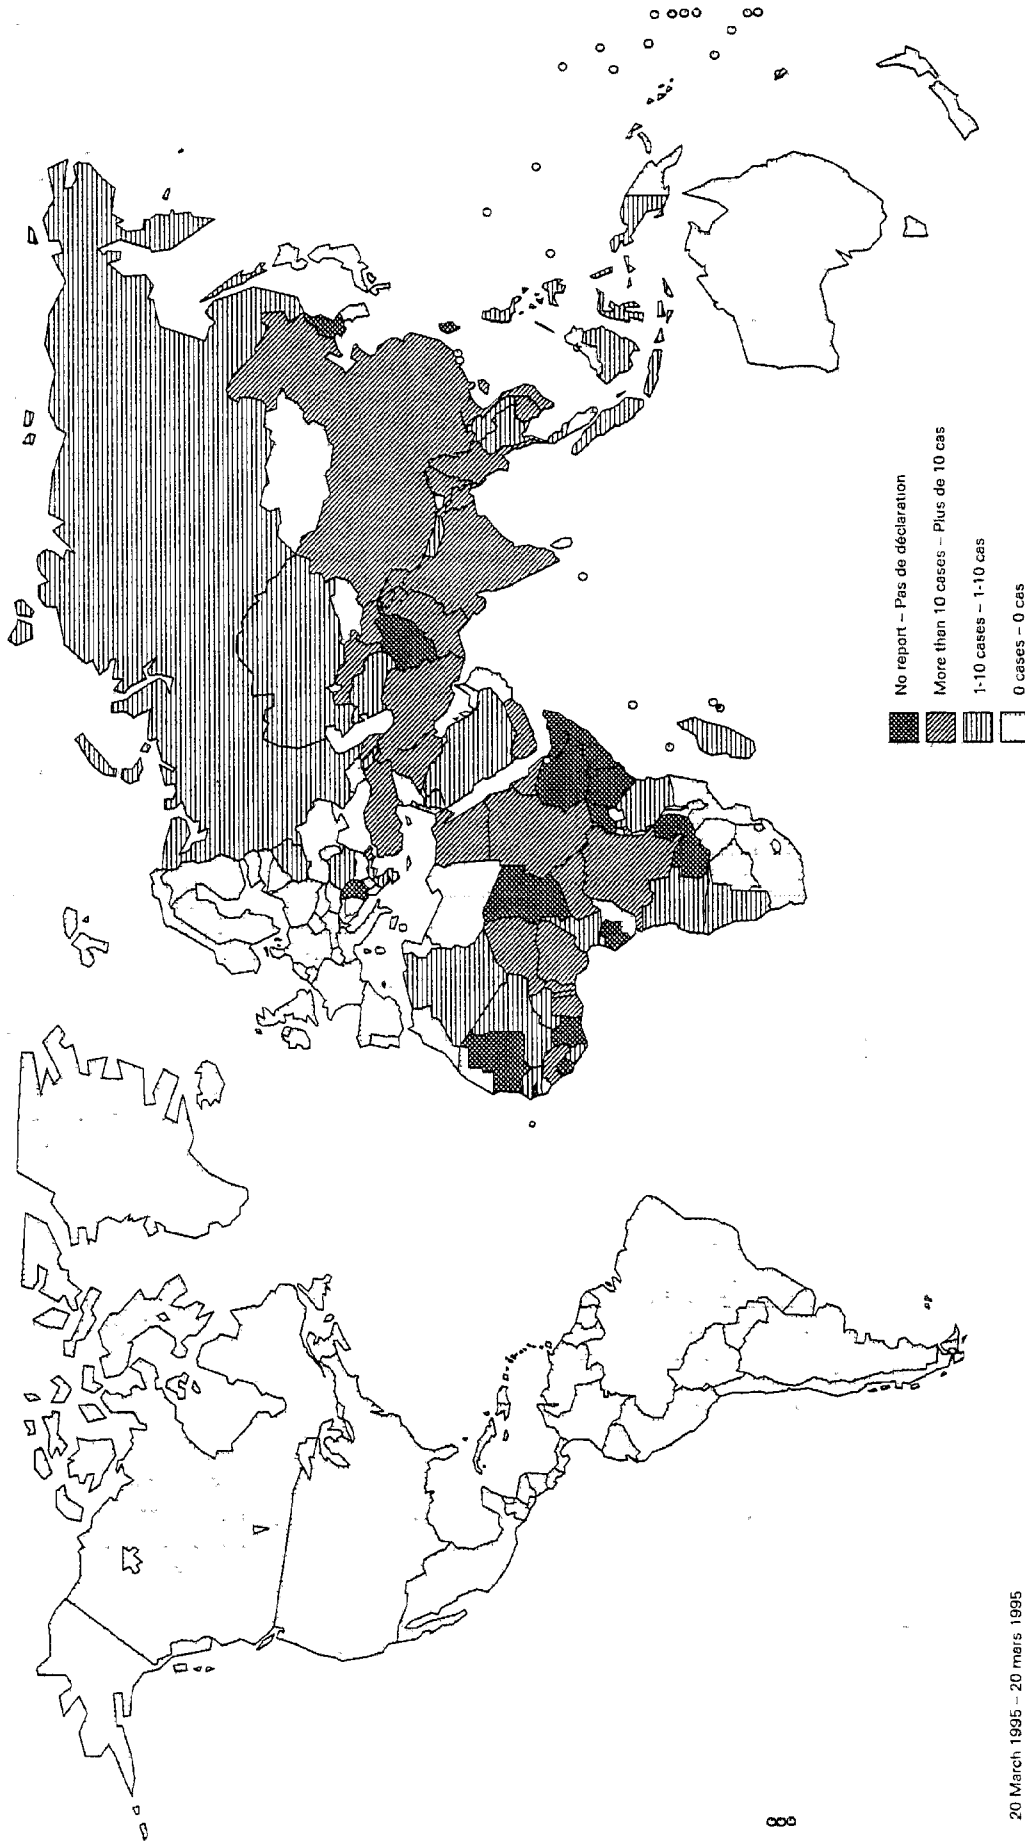 No report – Pas de déclaration
More than 10 cases – Plus de 10 cas
1-10 cases – 1-10 cas
0 cases – 0 cas
20 March 1995 – 20 mars 1995